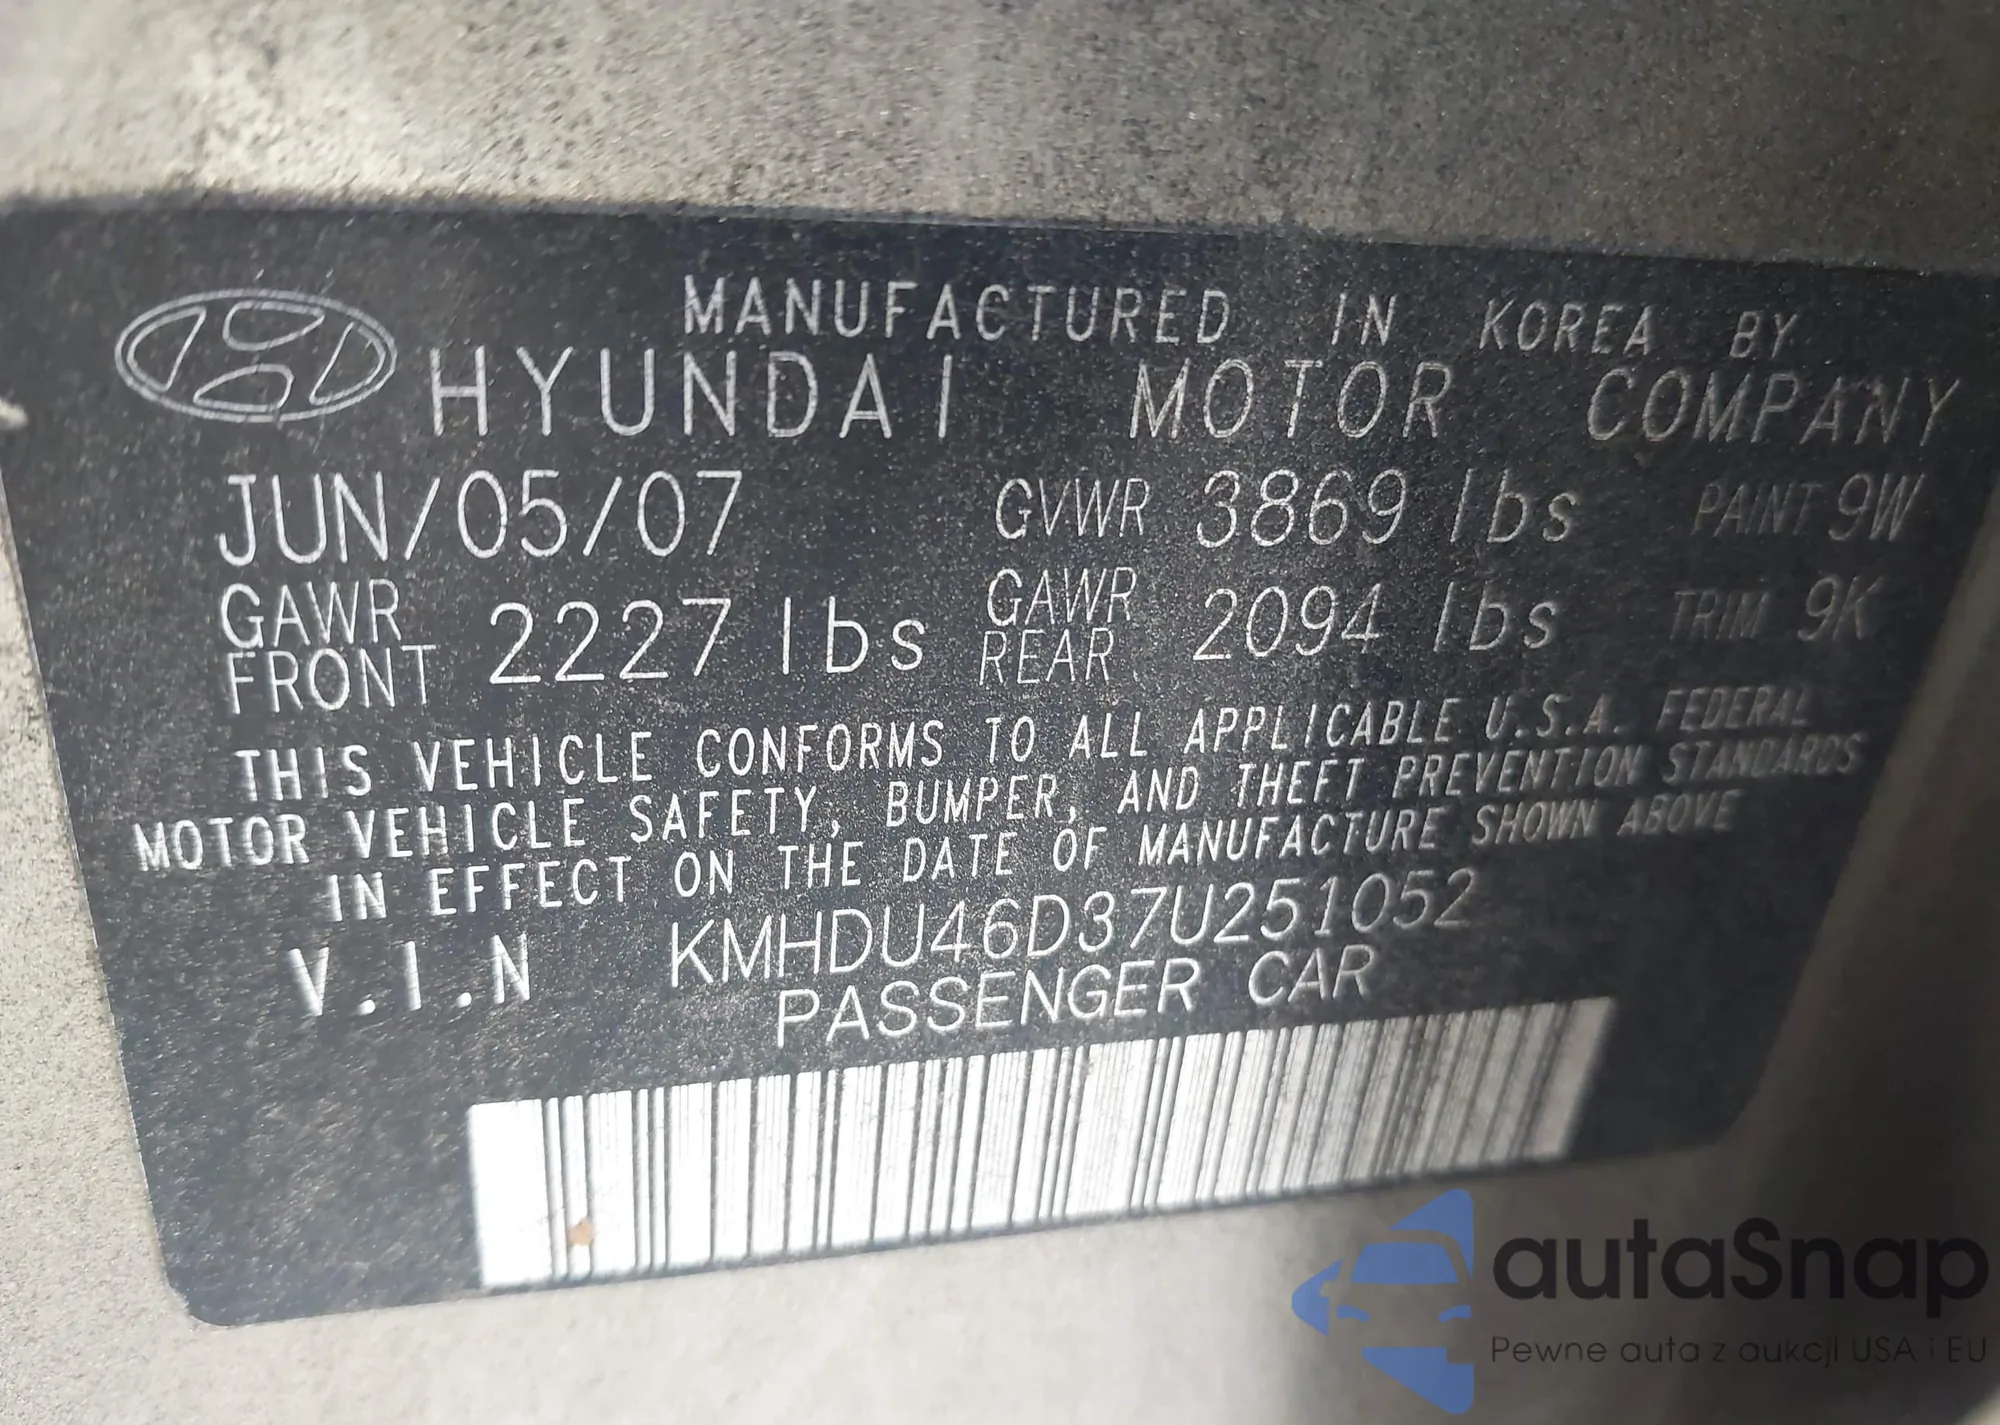 MANUFACTURED IN KOREA BY
HYUNDAI MOTOR COMPANY
JUN/05/07 GVWR 3869 lbs PAINT 9W
GAWR FRONT 2227 lbs GAWR REAR 2094 lbs TRIM 9K
THIS VEHICLE CONFORMS TO ALL APPLICABLE U.S.A. FEDERAL
MOTOR VEHICLE SAFETY, BUMPER, AND THEFT PREVENTION STANDARDS
IN EFFECT ON THE DATE OF MANUFACTURE SHOWN ABOVE
V.I.N KMHDU46D37U251052
PASSENGER CAR
autaSnap
Pewne auta z aukcji USA i EU